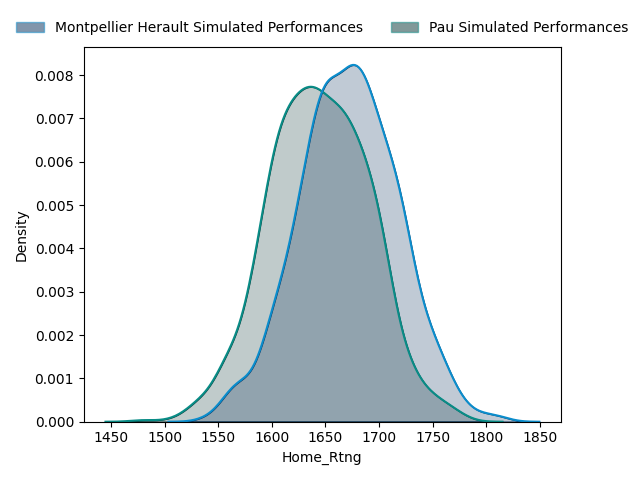 Montpellier Herault Simulated Performances Pau Simulated Performances
0.008
0.007
0.006
0.005
0.004
0.003
0.002
0.001
0.000
Density
1450 1500 1550 1600 1650 1700 1750 1800 1850
Home_Rtng